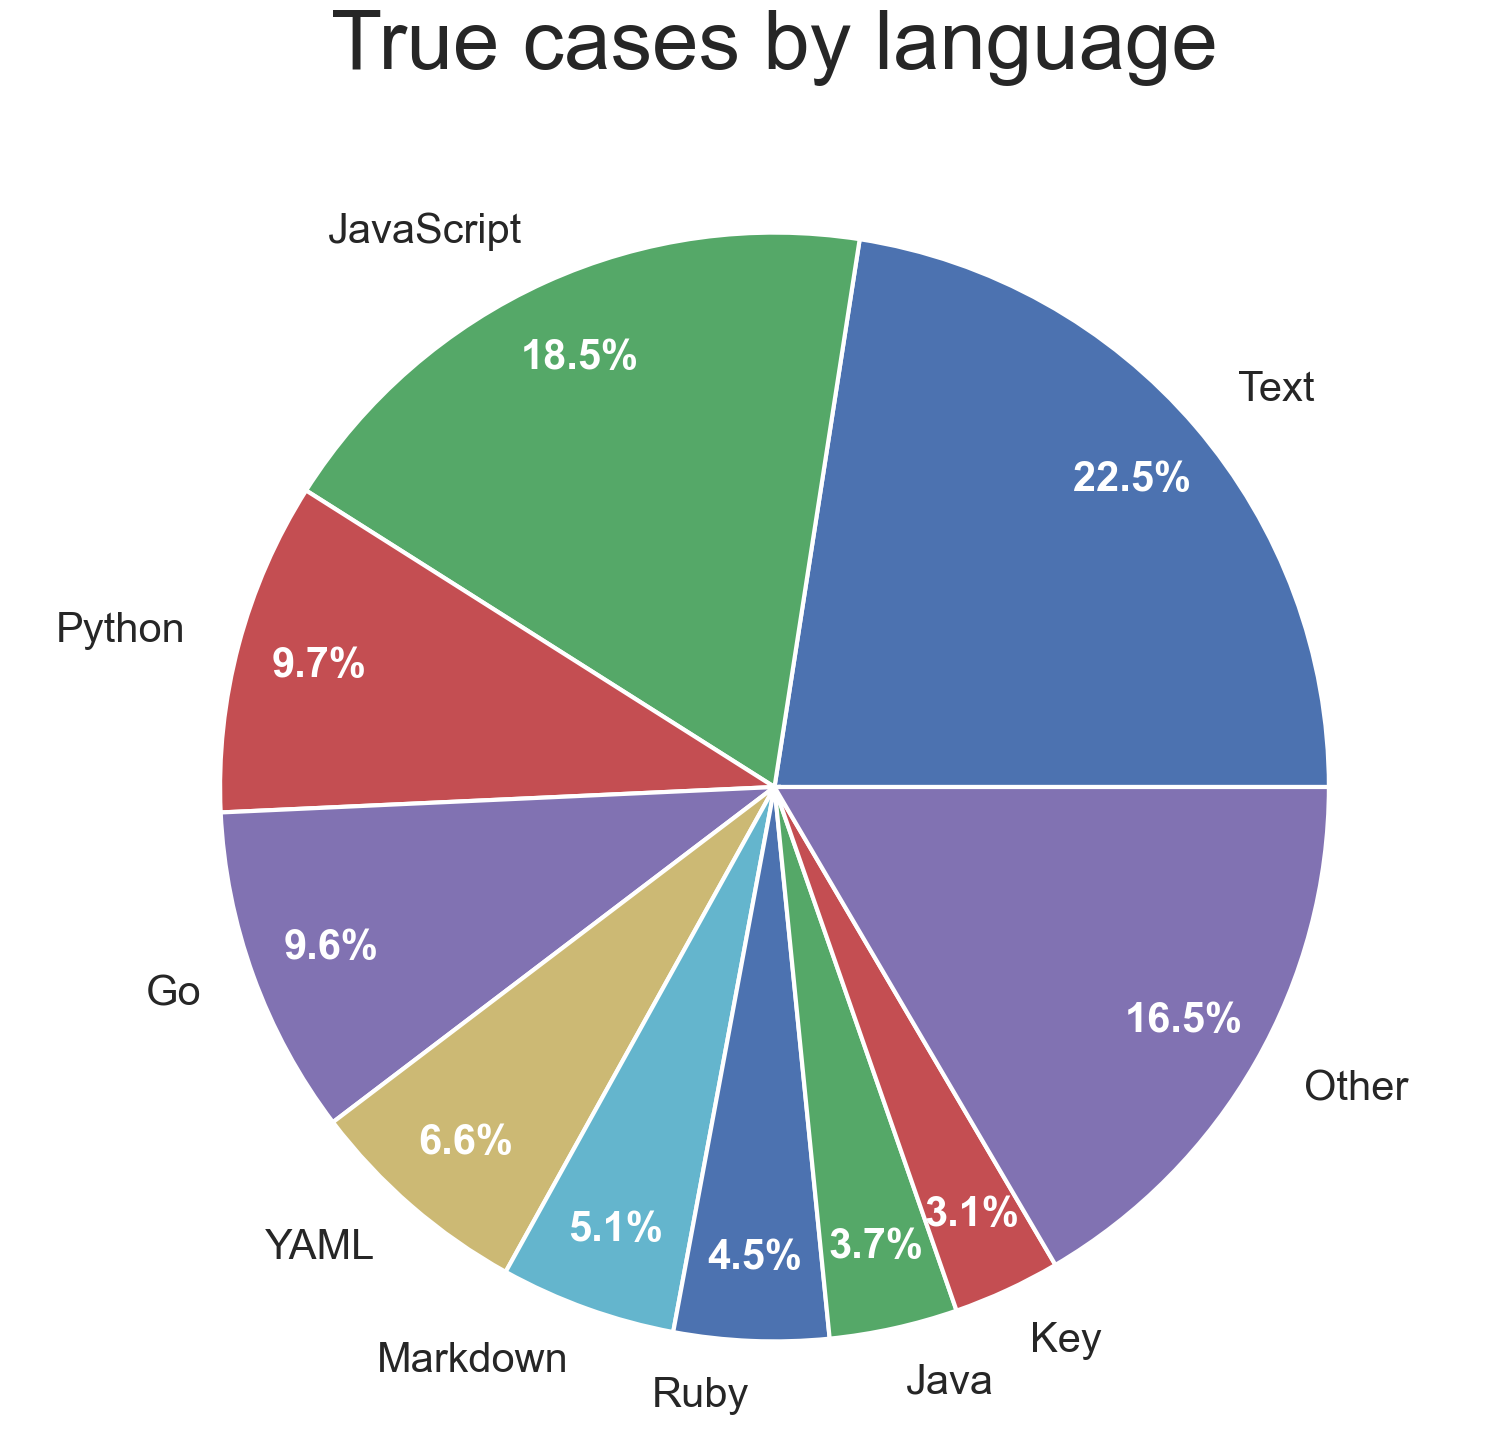 True cases by language
JavaScript
18.5%
Text
22.5%
Python
9.7%
Go
9.6%
YAML
6.6%
Markdown
5.1%
Ruby
4.5%
Java
3.7%
Key
3.1%
Other
16.5%